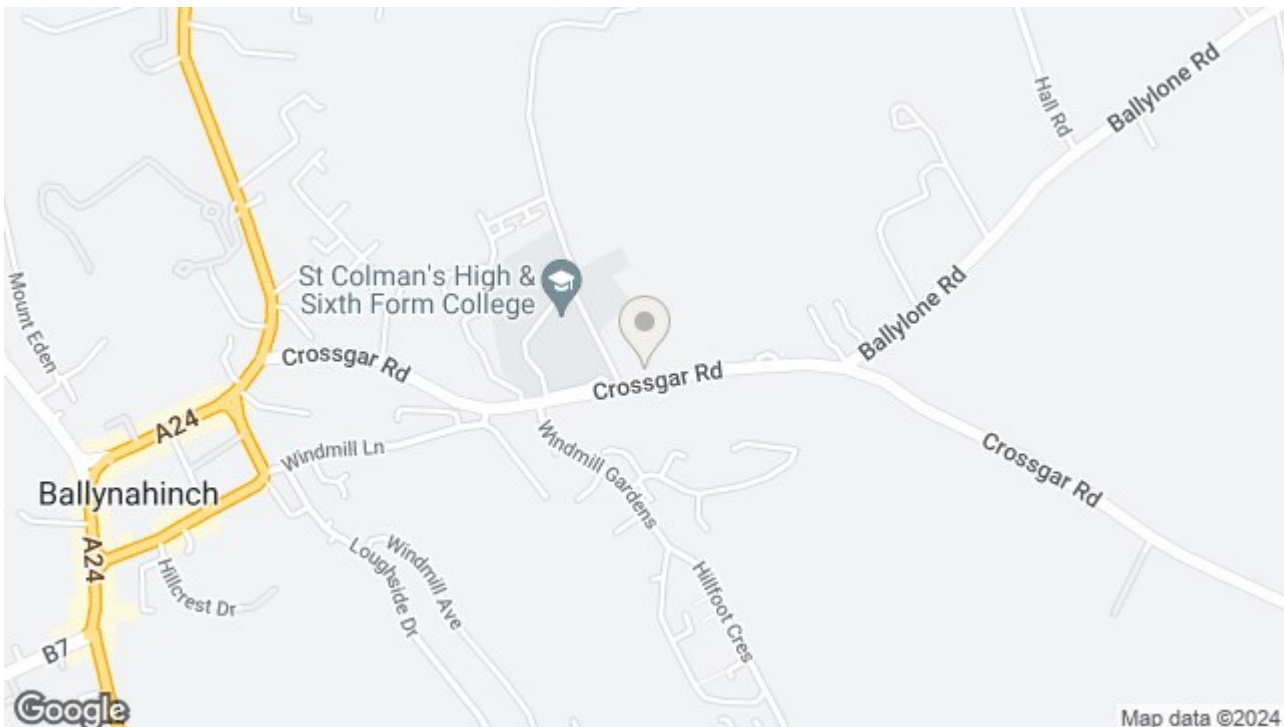 Ballylone Rd
Hall Rd
St Colman's High &
Sixth Form College
Ballylone Rd
Mount Eden
Crossgar Rd
Crossgar Rd
A24
Windmill Ln
Windmill Gardens
Crossgar Rd
Ballynahinch
A24
Loughside Dr
Windmill Ave
Hillcrest Dr
Hillfoot Cres
B7
Google
Map data ©2024